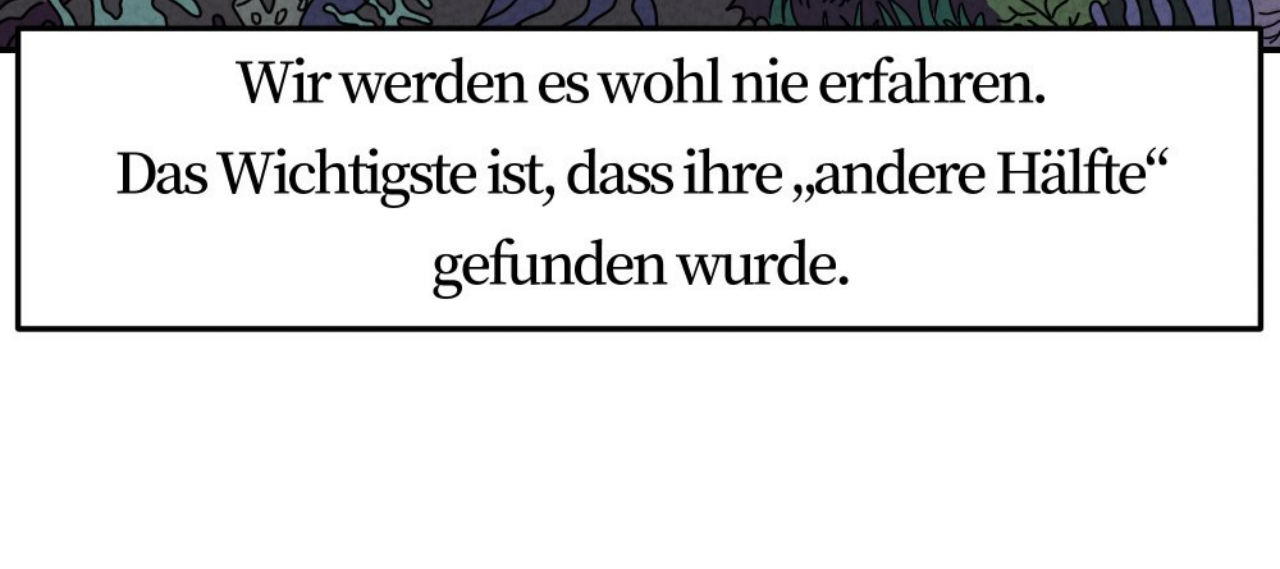 Wir werden es wohl nie erfahren.
Das Wichtigste ist, dass ihre „andere Hälfte“
gefunden wurde.